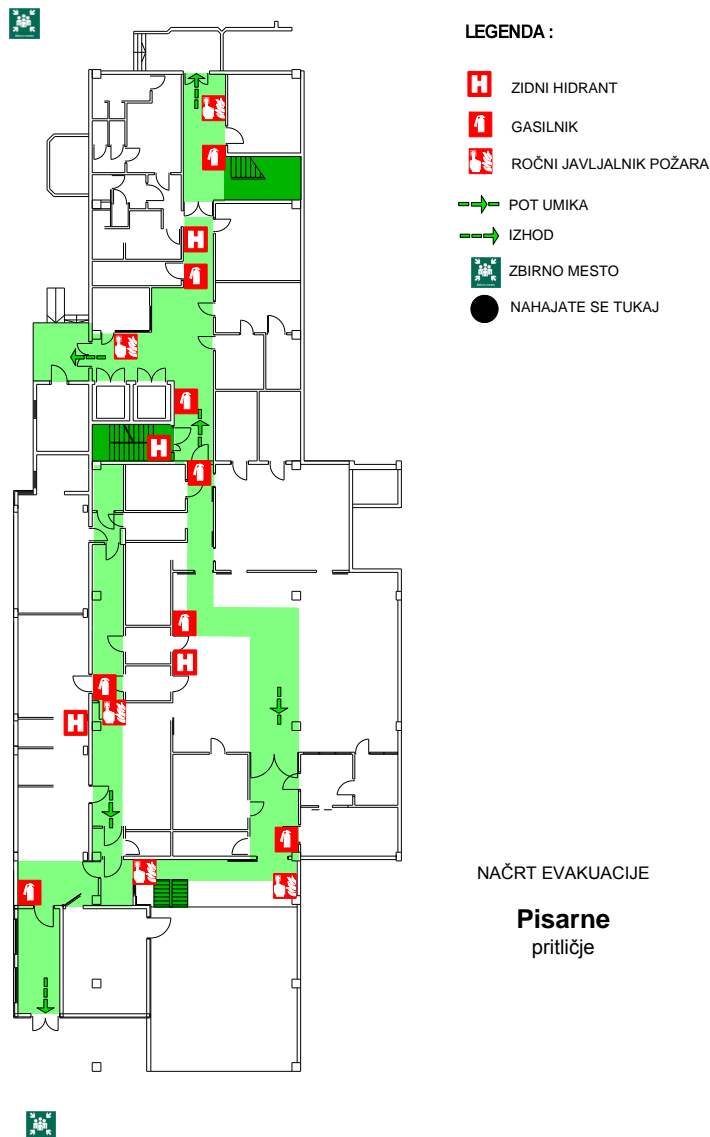 LEGENDA :
H ZIDNI HIDRANT
GASILNIK
ROČNI JAVLJALNIK POŽARA
POT UMIKA
IZHOD
ZBIRNO MESTO
NAHAJATE SE TUKAJ
H
H
H
H
NAČRT EVAKUACIJE
Pisarne
pritličje